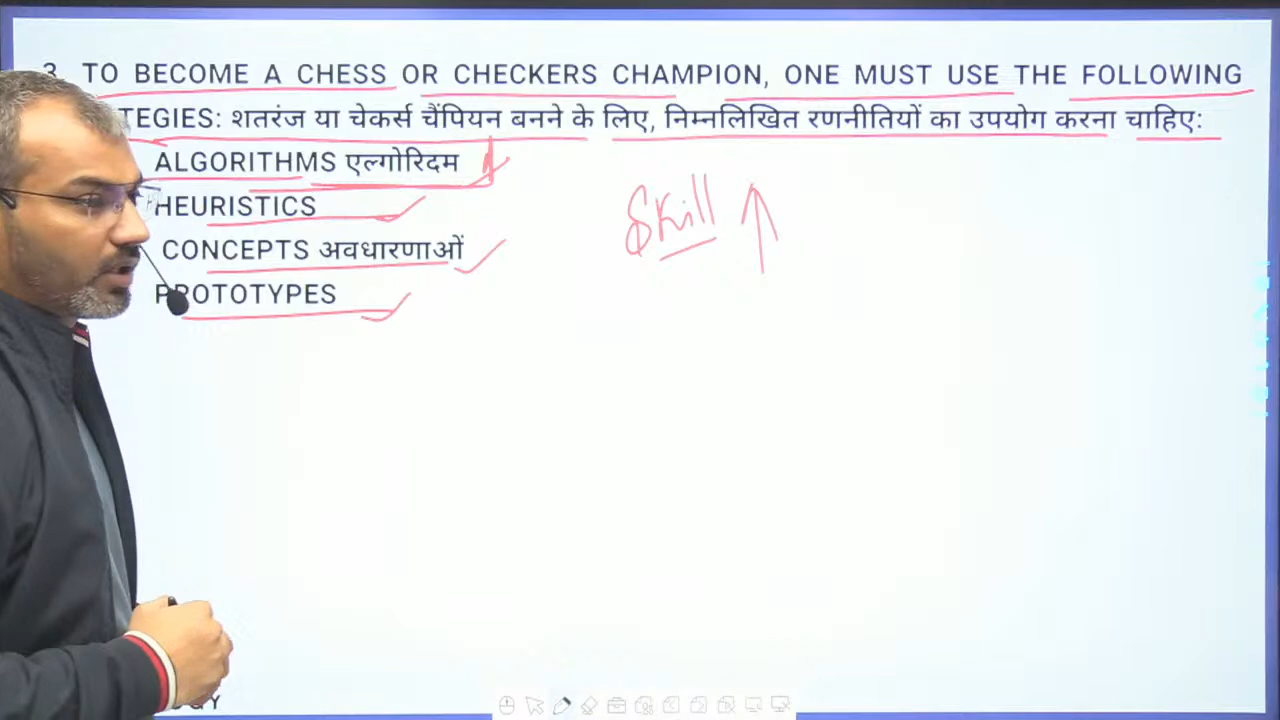 3. TO BECOME A CHESS OR CHECKERS CHAMPION, ONE MUST USE THE FOLLOWING
TEGIES: शतरंज या चेकर्स चैंपियन बनने के लिए, निम्नलिखित रणनीतियों का उपयोग करना चाहिए:
ALGORITHMS एल्गोरिदम
HEURISTICS
CONCEPTS अवधारणाओं
PROTOTYPES
Skill